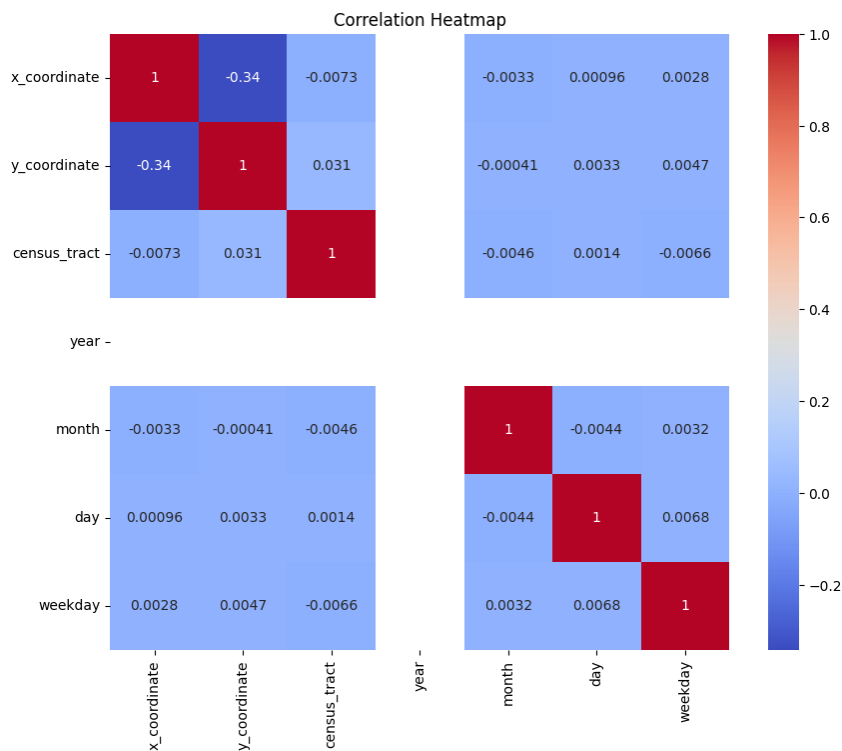 Correlation Heatmap
x_coordinate 1 -0.34 -0.0073 -0.0033 0.00096 0.0028
y_coordinate -0.34 1 0.031 -0.00041 0.0033 0.0047
census_tract -0.0073 0.031 1 -0.0046 0.0014 -0.0066
year
month -0.0033 -0.00041 -0.0046 1 -0.0044 0.0032
day 0.00096 0.0033 0.0014 -0.0044 1 0.0068
weekday 0.0028 0.0047 -0.0066 0.0032 0.0068 1
x_coordinate
y_coordinate
census_tract
year
month
day
weekday
1.0
0.8
0.6
0.4
0.2
0.0
−0.2